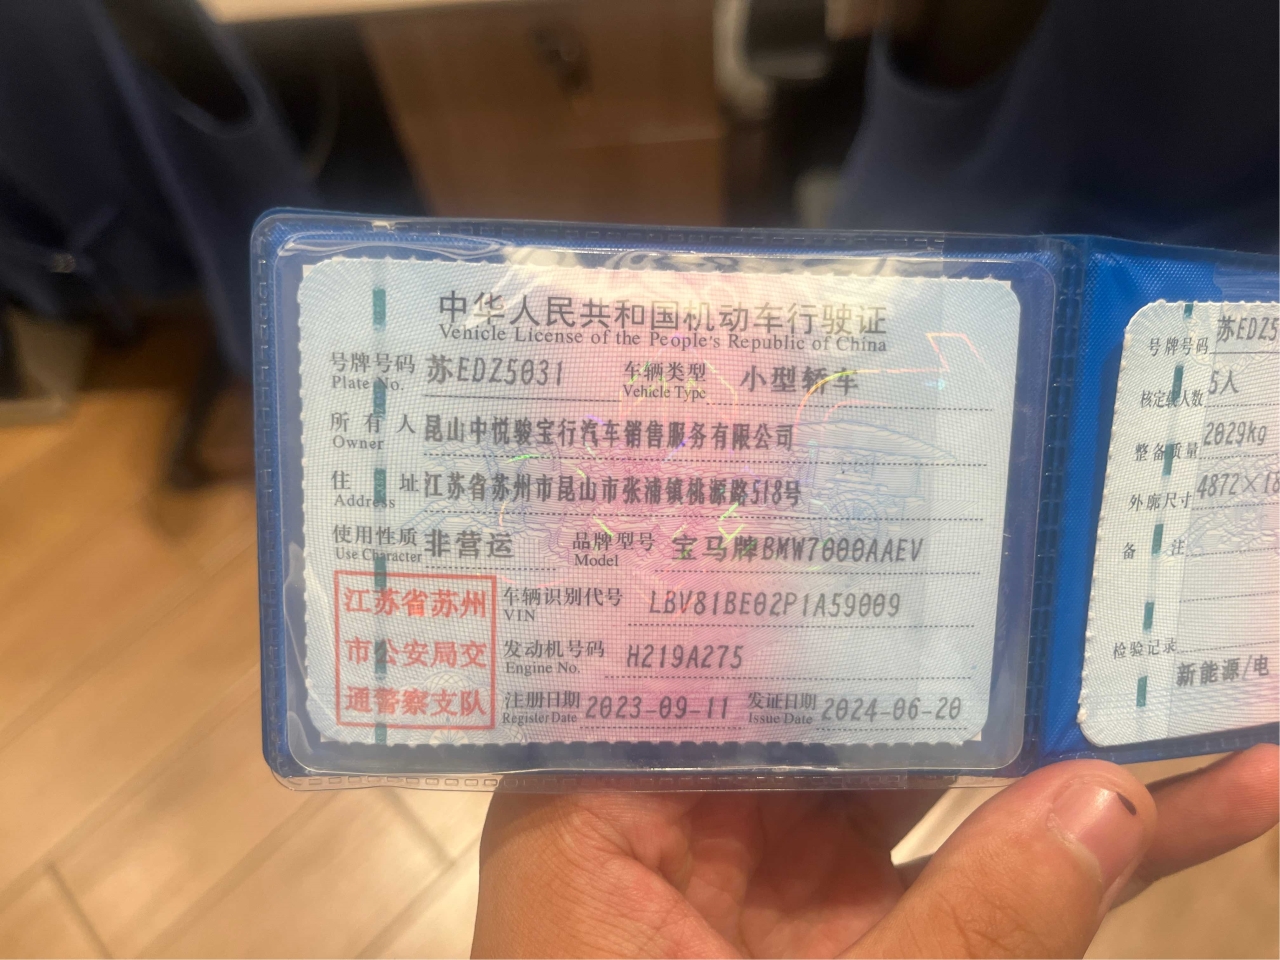 中华人民共和国机动车行驶证
Vehicle License of the People's Republic of China
号牌号码 苏EDZ5031 车辆类型 小型轿车
Plate No. Vehicle Type
所有人 昆山中悦骏宝行汽车销售服务有限公司
Owner
住址 江苏省苏州市昆山市张浦镇桃源路518号
Address
使用性质 非营运 品牌型号 宝马牌BMW7000AAEV
Use Character Model
江苏省苏州
市公安局交
通警察支队
车辆识别代号 LBV81BE02P1A59009
VIN
发动机号码 H219A275
Engine No.
注册日期 2023-09-11 发证日期 2024-06-20
Register Date Issue Date
号牌号码 苏EDZ5
核定载人数 5人
整备质量 2029kg
外廓尺寸 4872×18
备注
检验记录
新能源/电